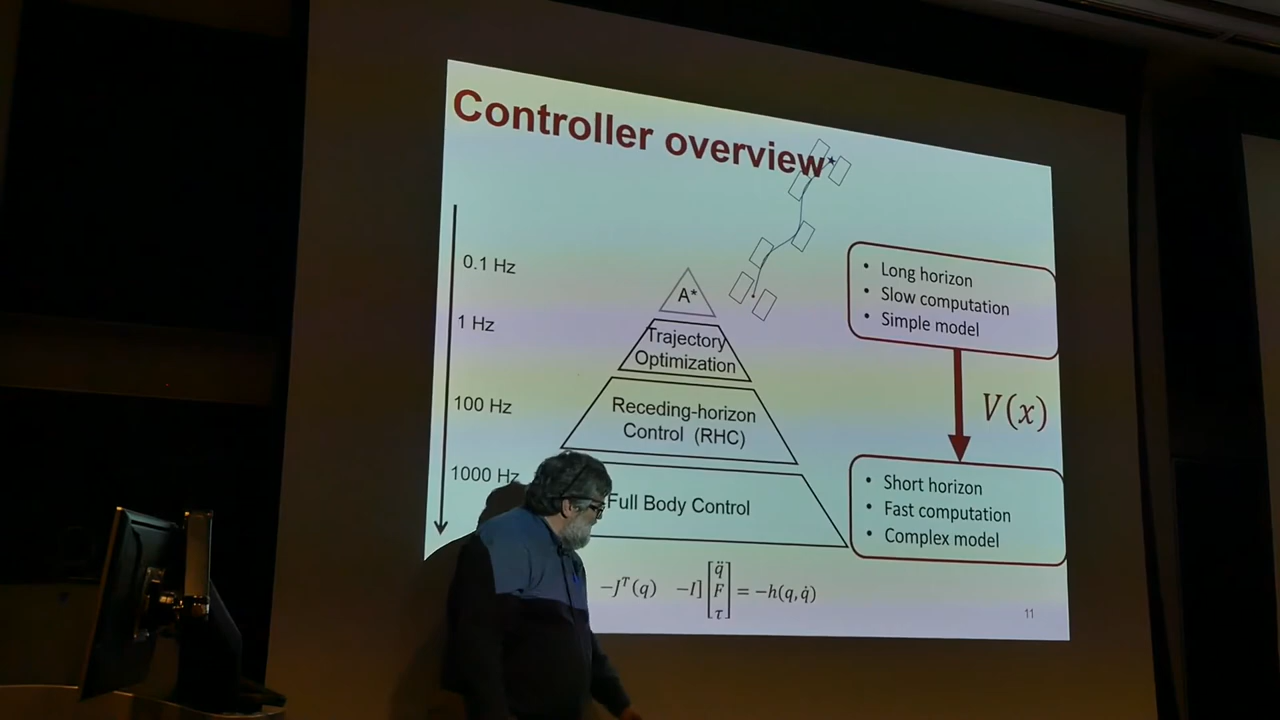 Controller overview*
0.1 Hz
1 Hz
100 Hz
1000 Hz
A*
Trajectory
Optimization
Receding-horizon
Control (RHC)
Full Body Control
• Long horizon
• Slow computation
• Simple model
V(x)
• Short horizon
• Fast computation
• Complex model
−Jᵀ(q) −I] [q̈ F τ] = −h(q, q̇)
11